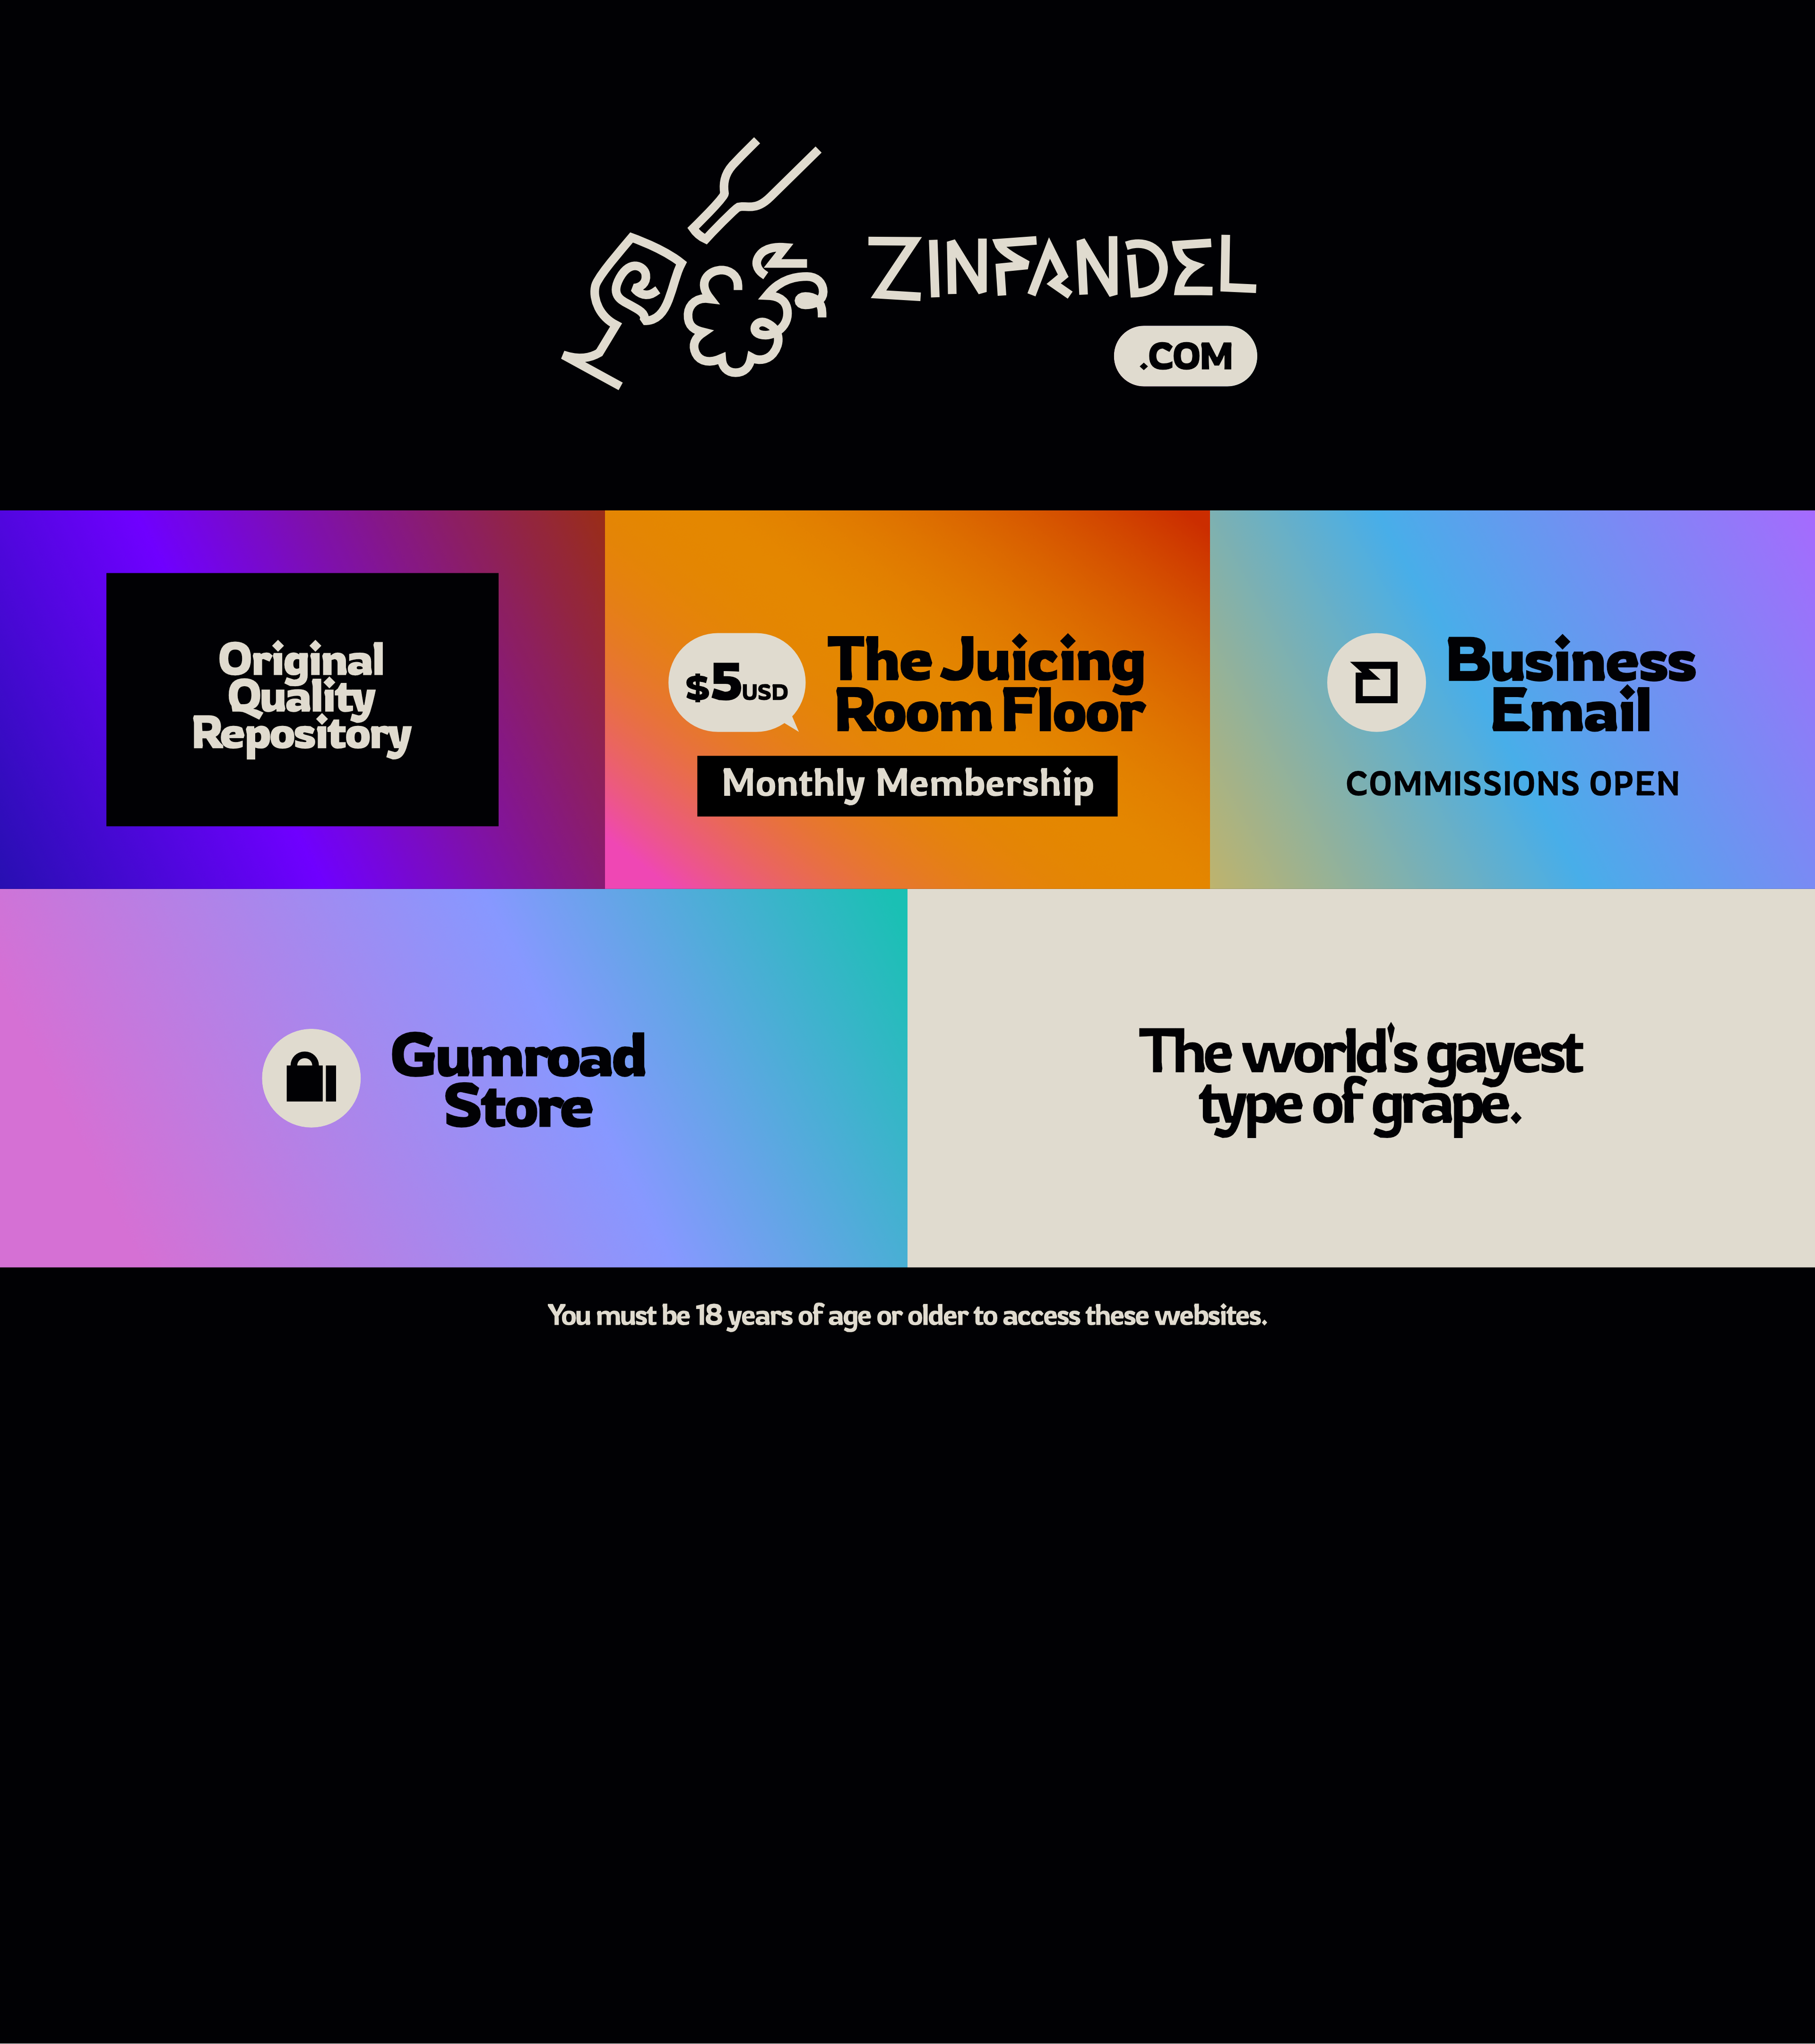 ZINFANDEL
.COM
Original
Quality
Repository
$5USD
The Juicing
Room Floor
Monthly Membership
Business
Email
COMMISSIONS OPEN
Gumroad
Store
The world's gayest
type of grape.
You must be 18 years of age or older to access these websites.